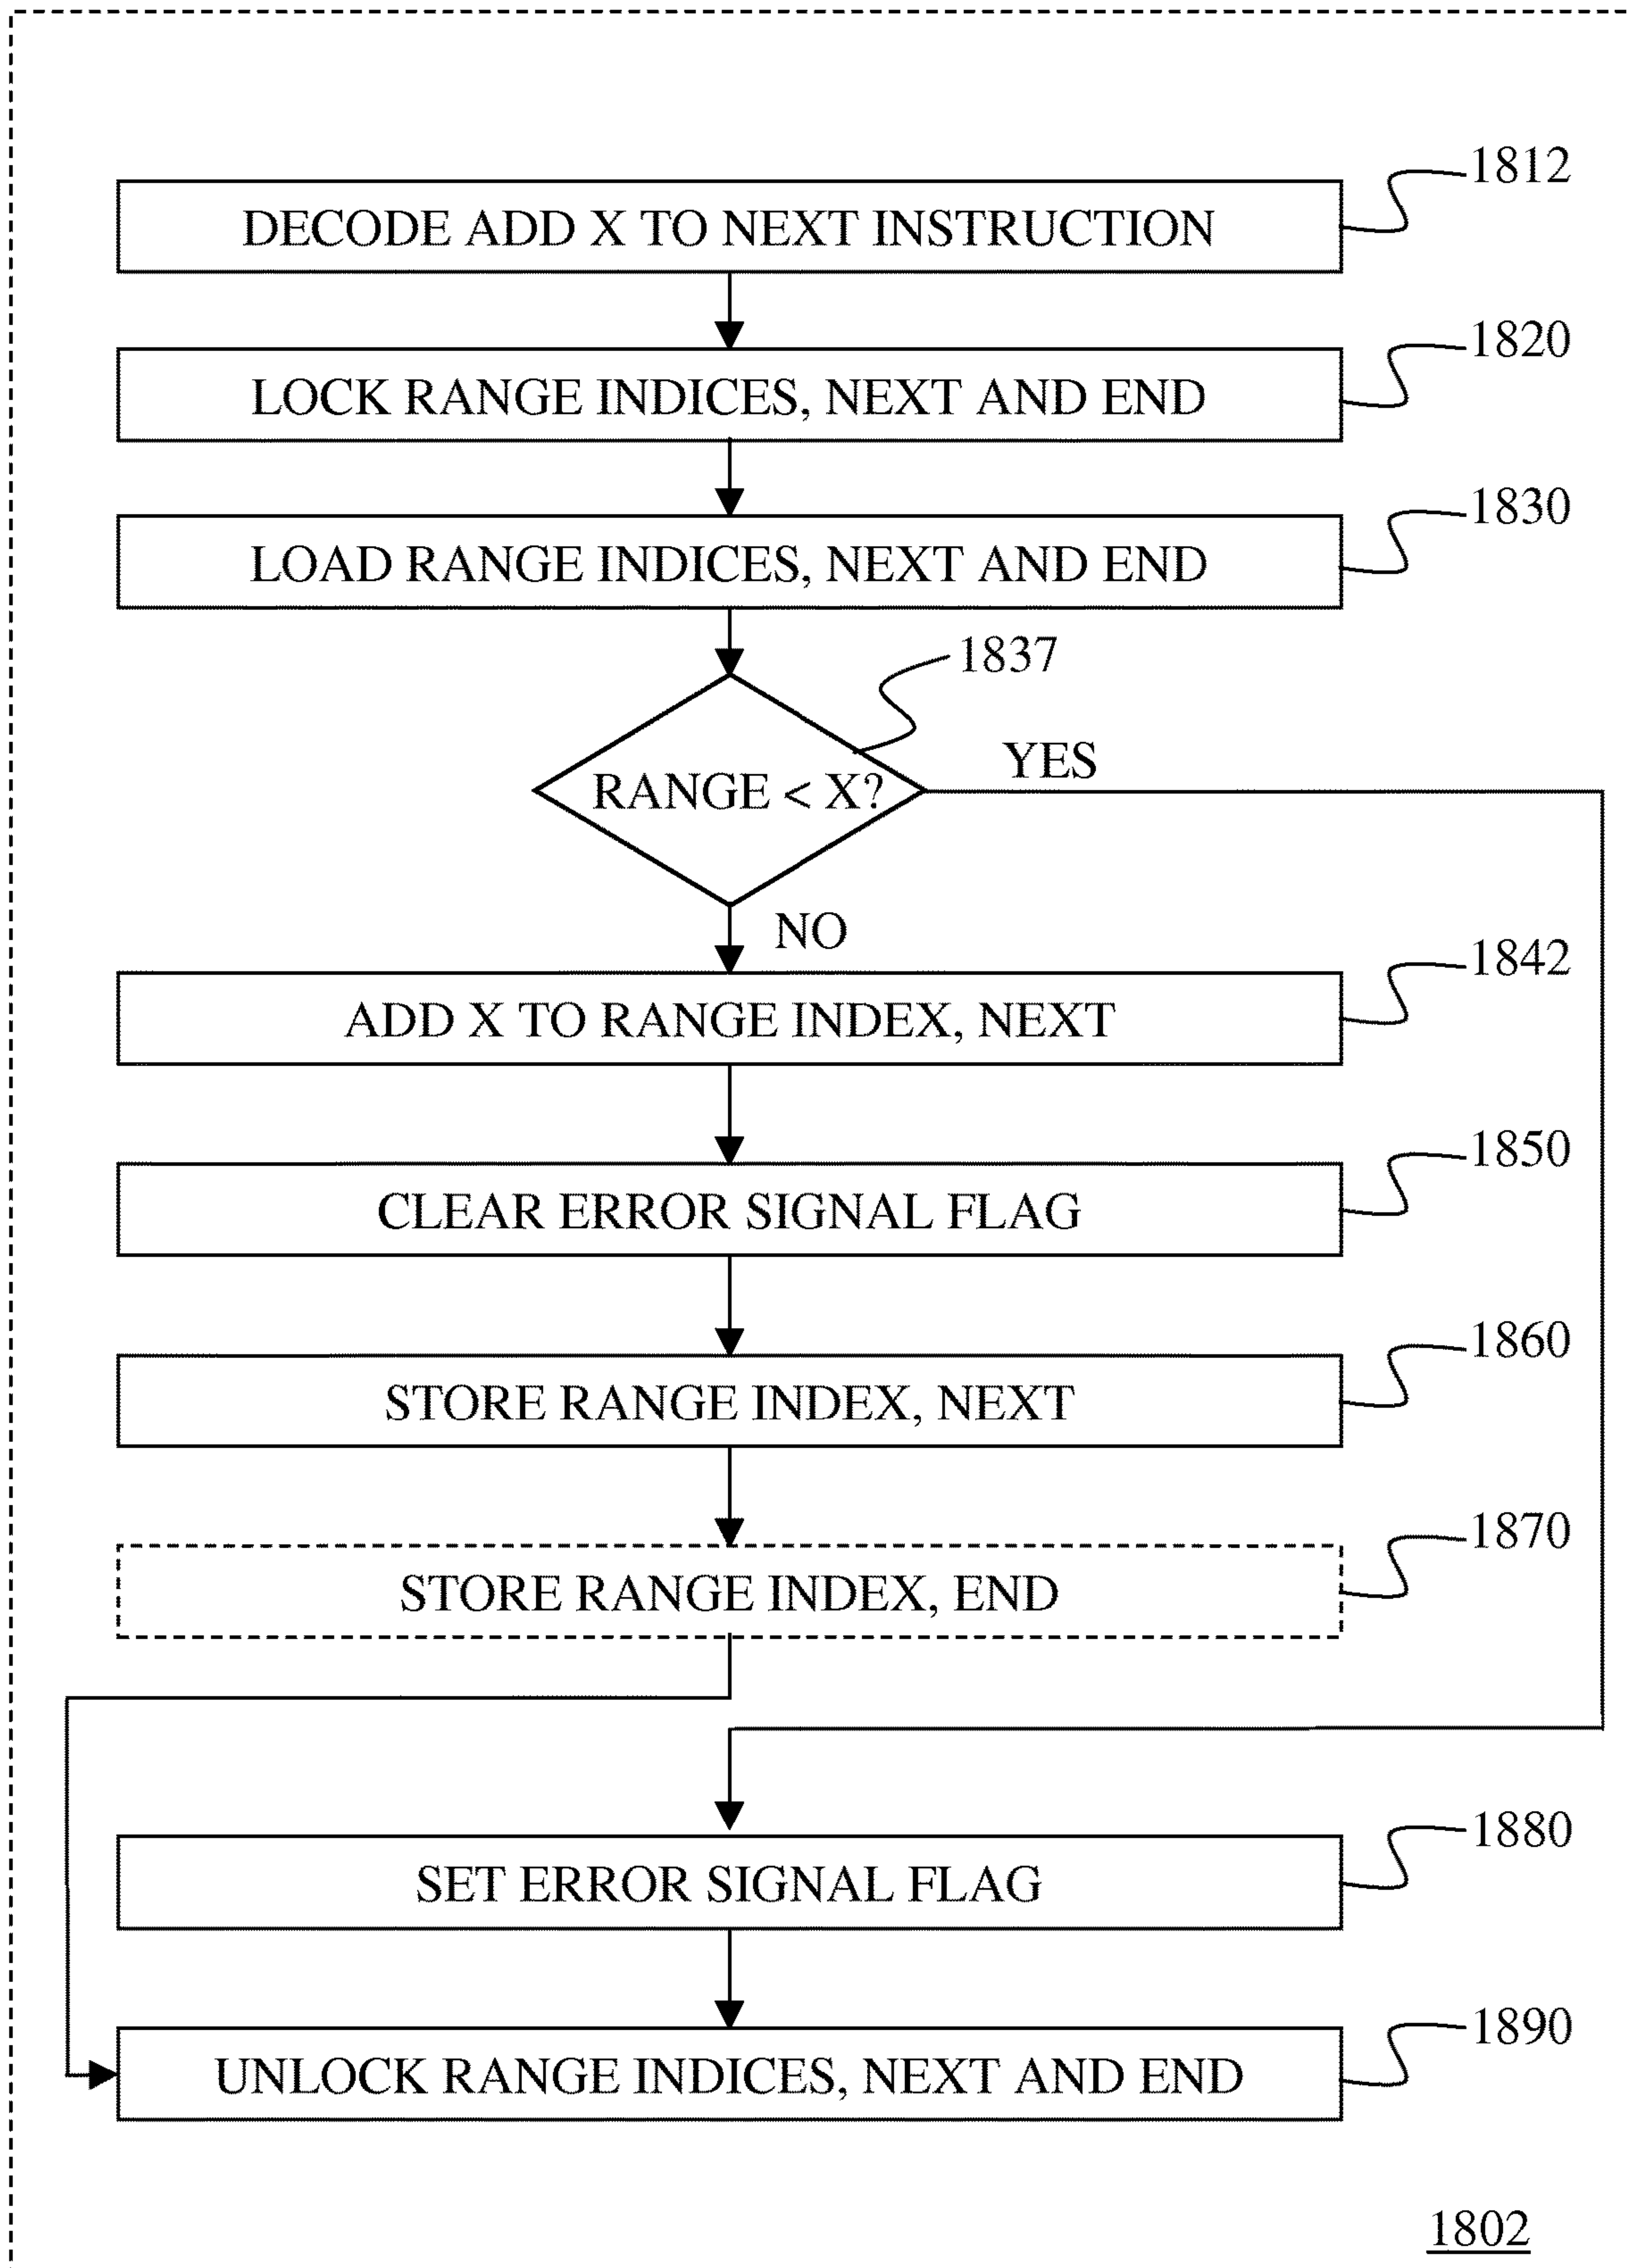 1812
DECODE ADD X TO NEXT INSTRUCTION
1820
LOCK RANGE INDICES, NEXT AND END
1830
LOAD RANGE INDICES, NEXT AND END
1837
YES
RANGE < X?
NO
1842
ADD X TO RANGE INDEX, NEXT
1850
CLEAR ERROR SIGNAL FLAG
1860
STORE RANGE INDEX, NEXT
1870
STORE RANGE INDEX, END
1880
SET ERROR SIGNAL FLAG
1890
UNLOCK RANGE INDICES, NEXT AND END
1802